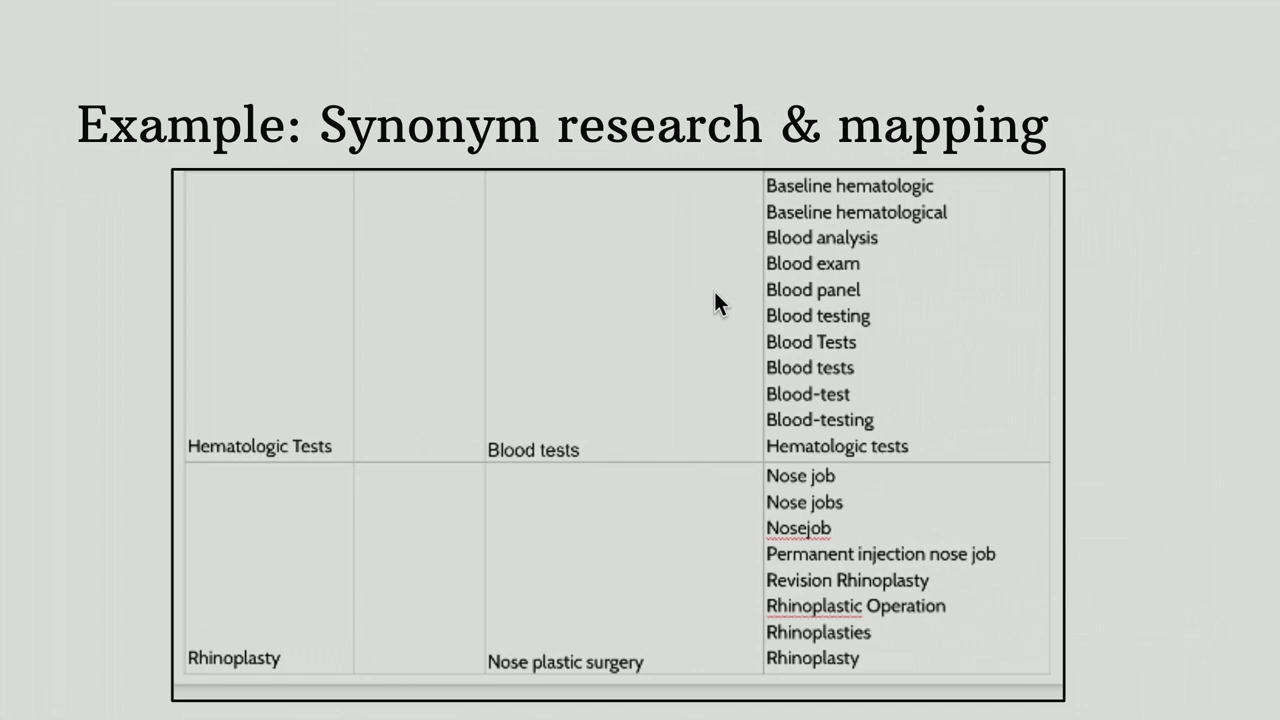 Example: Synonym research & mapping
Baseline hematologic
Baseline hematological
Blood analysis
Blood exam
Blood panel
Blood testing
Blood Tests
Blood tests
Blood-test
Blood-testing
Hematologic Tests
Blood tests
Hematologic tests
Nose job
Nose jobs
Nosejob
Permanent injection nose job
Revision Rhinoplasty
Rhinoplastic Operation
Rhinoplasties
Rhinoplasty
Nose plastic surgery
Rhinoplasty